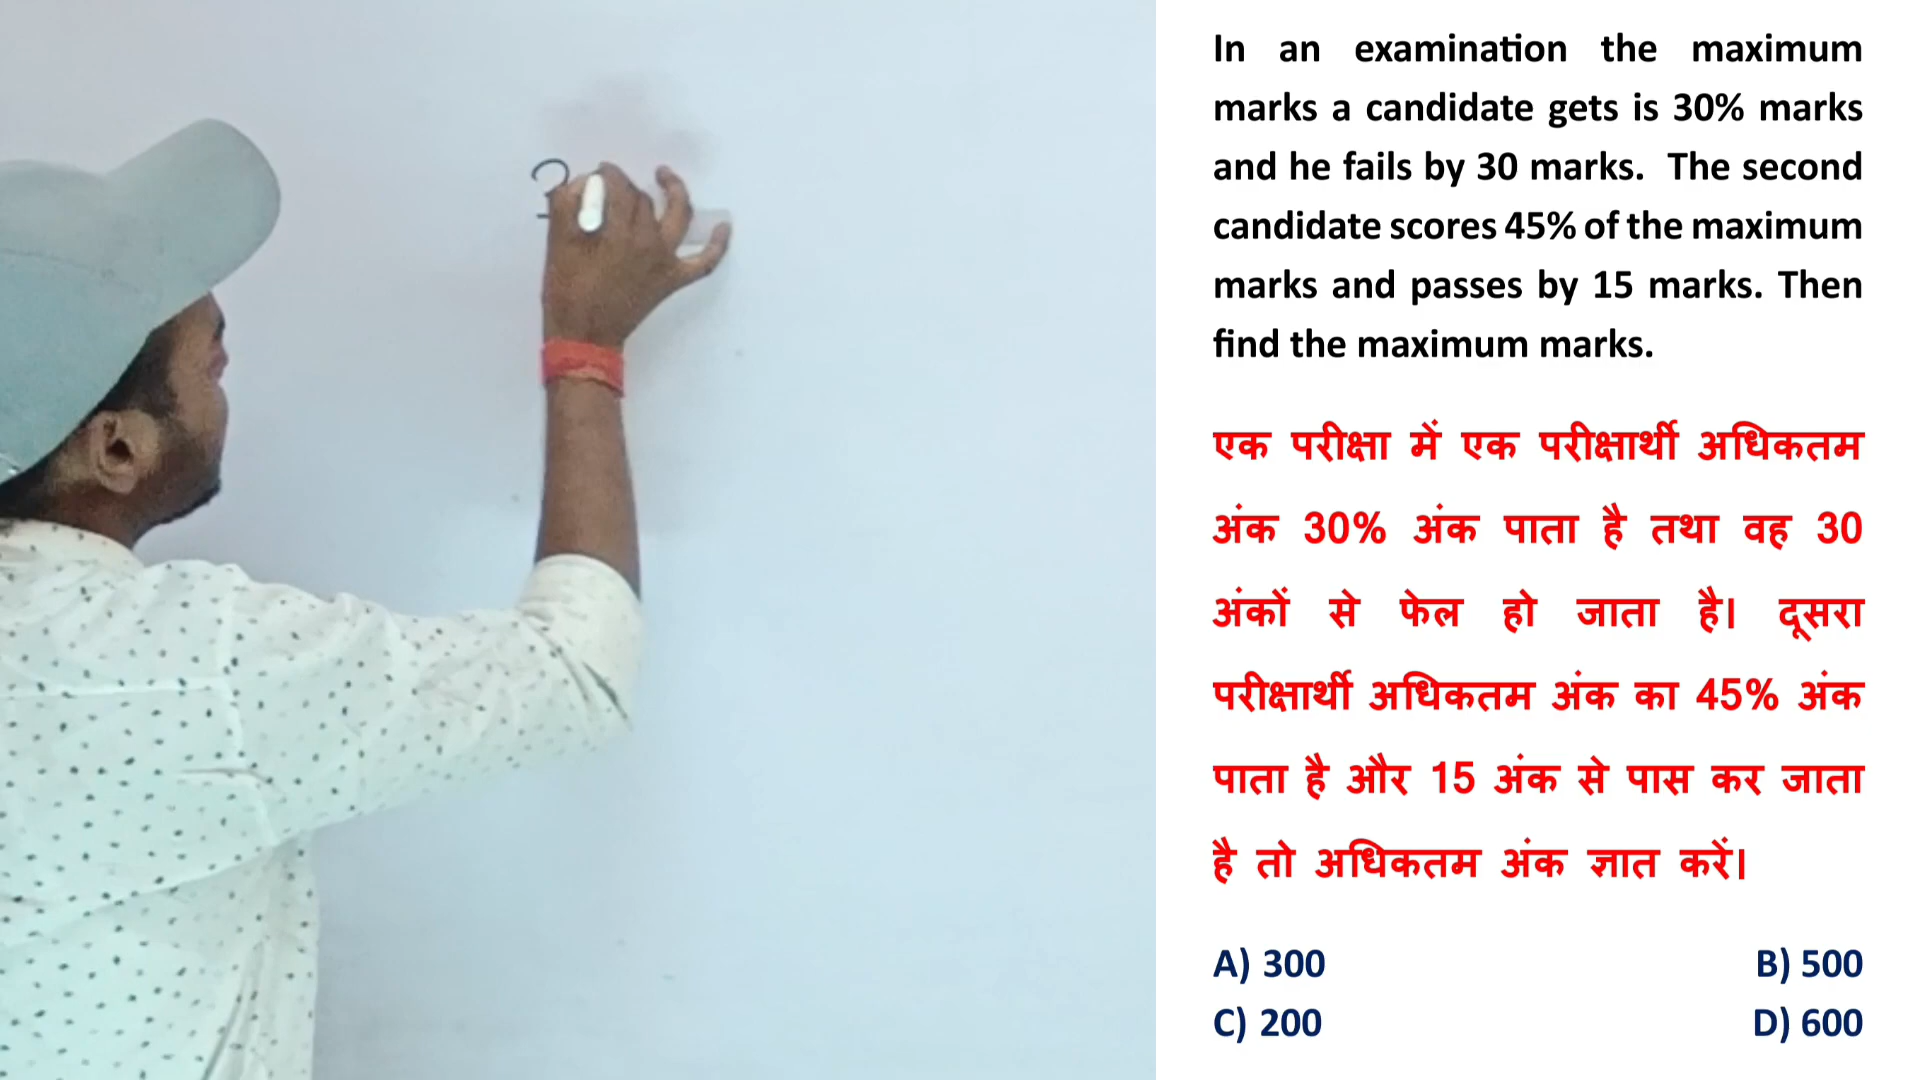 In an examination the maximum
marks a candidate gets is 30% marks
and he fails by 30 marks. The second
candidate scores 45% of the maximum
marks and passes by 15 marks. Then
find the maximum marks.
एक परीक्षा में एक परीक्षार्थी अधिकतम
अंक 30% अंक पाता है तथा वह 30
अंकों से फेल हो जाता है। दूसरा
परीक्षार्थी अधिकतम अंक का 45% अंक
पाता है और 15 अंक से पास कर जाता
है तो अधिकतम अंक ज्ञात करें।
A) 300 B) 500
C) 200 D) 600